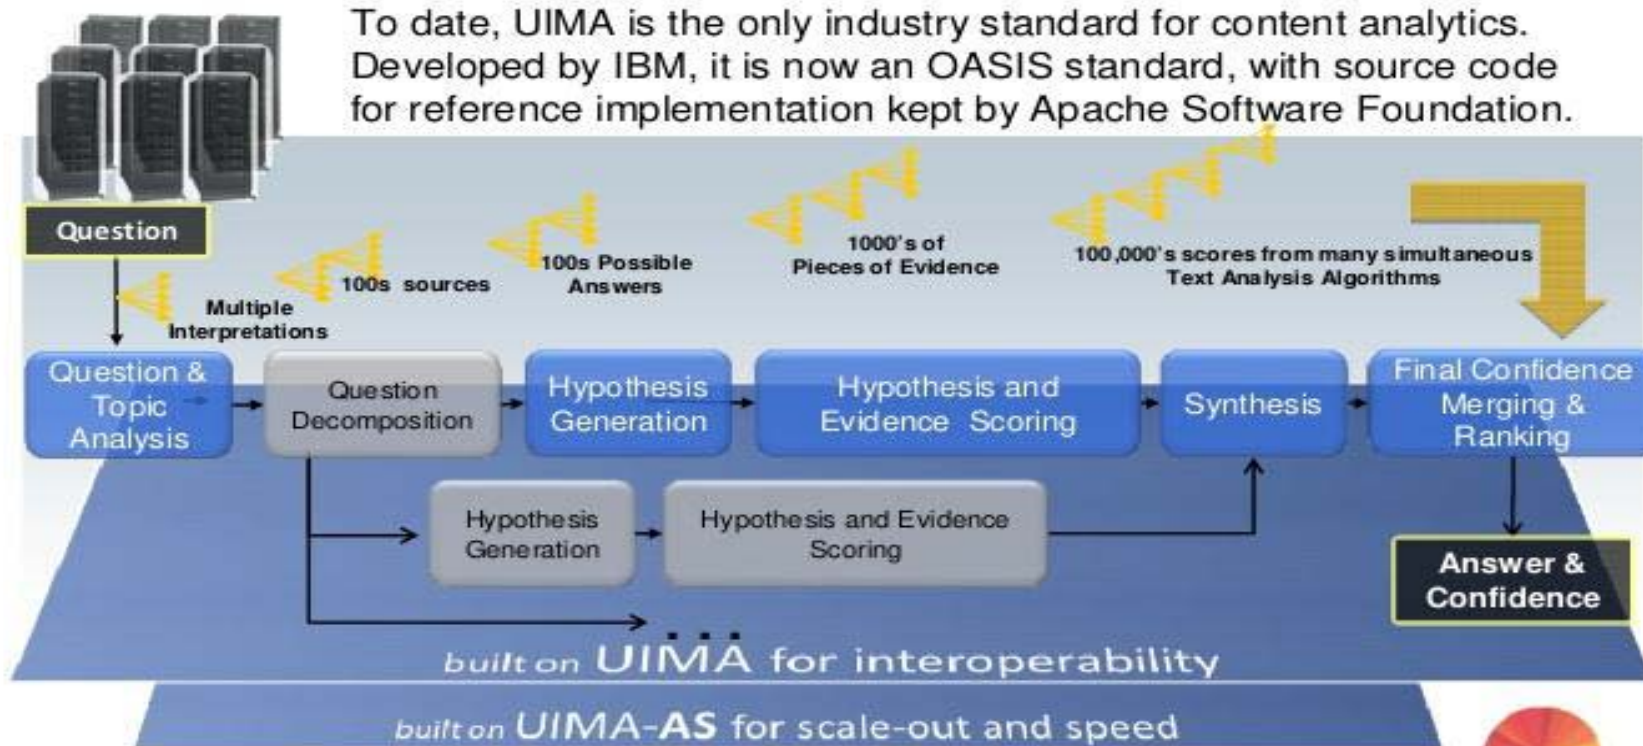 To date, UIMA is the only industry standard for content analytics.
Developed by IBM, it is now an OASIS standard, with source code
for reference implementation kept by Apache Software Foundation.
Question
Multiple
Interpretations
100s sources
100s Possible
Answers
1000's of
Pieces of Evidence
100,000's scores from many simultaneous
Text Analysis Algorithms
Question &
Topic
Analysis
Question
Decomposition
Hypothesis
Generation
Hypothesis and
Evidence Scoring
Synthesis
Final Confidence
Merging &
Ranking
Hypothesis
Generation
Hypothesis and Evidence
Scoring
Answer &
Confidence
...
built on UIMA for interoperability
built on UIMA-AS for scale-out and speed